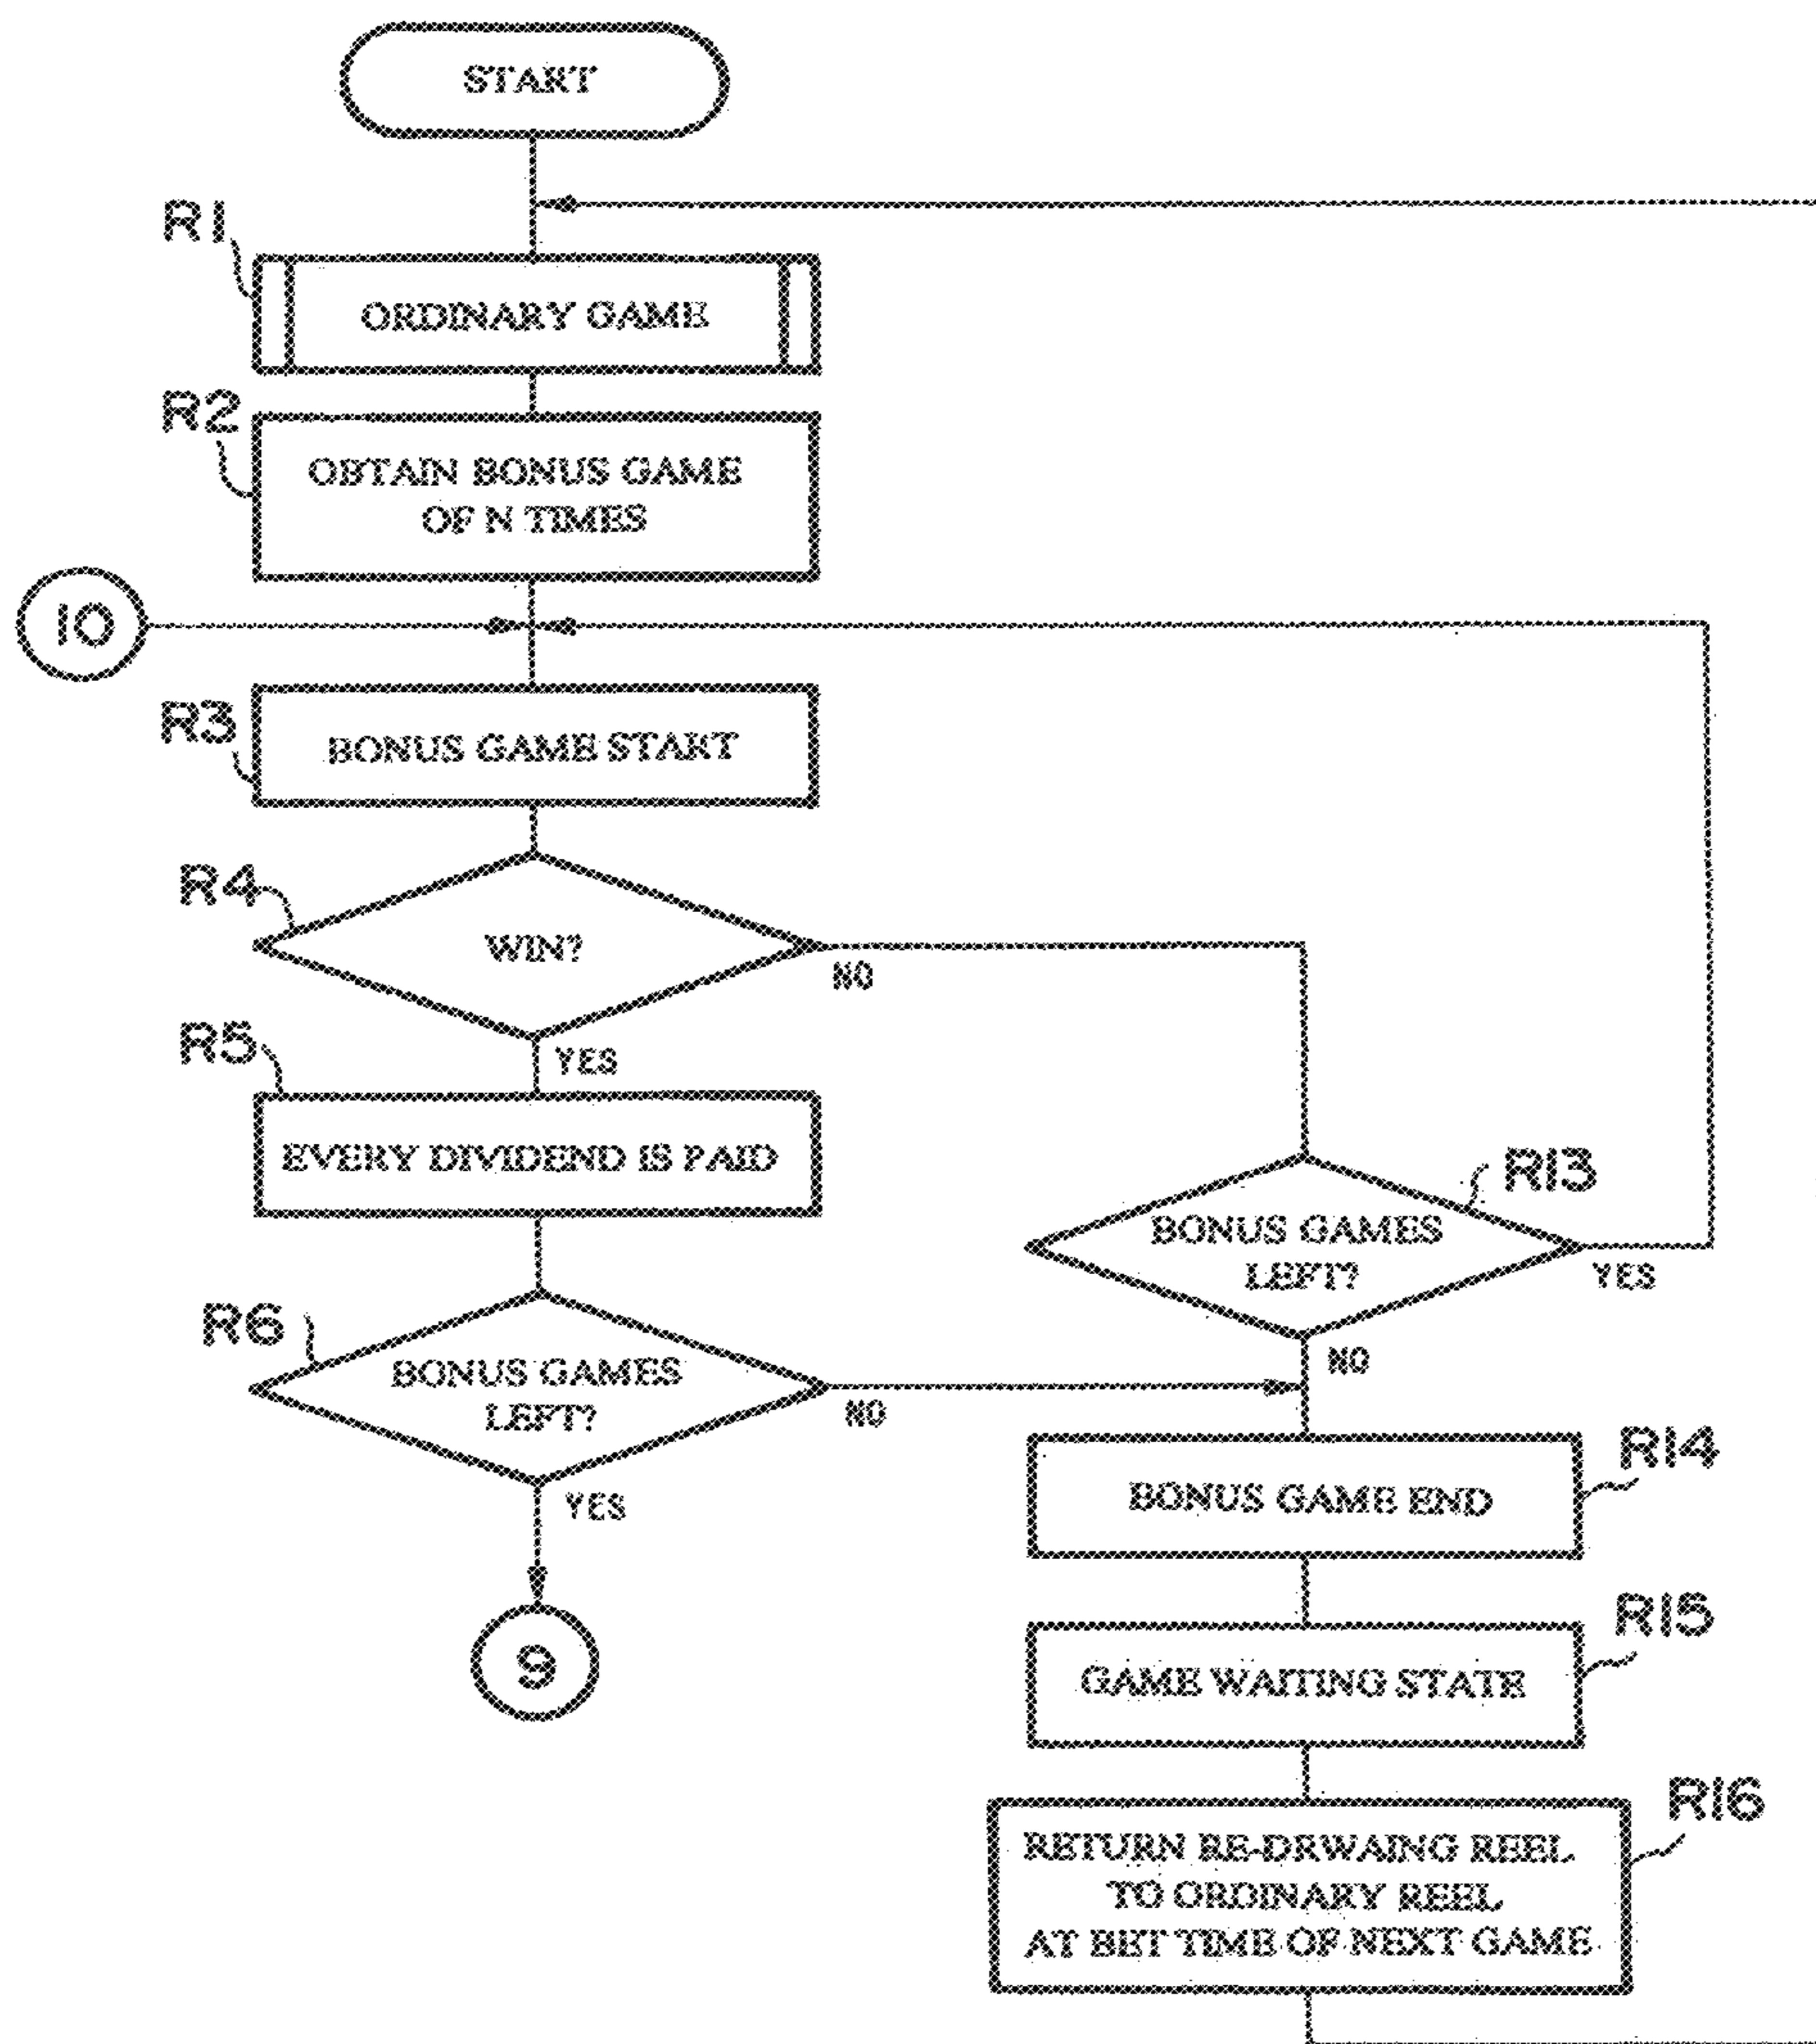 START
R1
ORDINARY GAME
R2
OBTAIN BONUS GAME
OF N TIMES
10
R3
BONUS GAME START
R4
WIN?
NO
YES
R5
EVERY DIVIDEND IS PAID
R13
BONUS GAMES
LEFT?
YES
NO
R6
BONUS GAMES
LEFT?
NO
YES
9
R14
BONUS GAME END
R15
GAME WAITING STATE
R16
RETURN RE-DRWAING REEL
TO ORDINARY REEL
AT BET TIME OF NEXT GAME